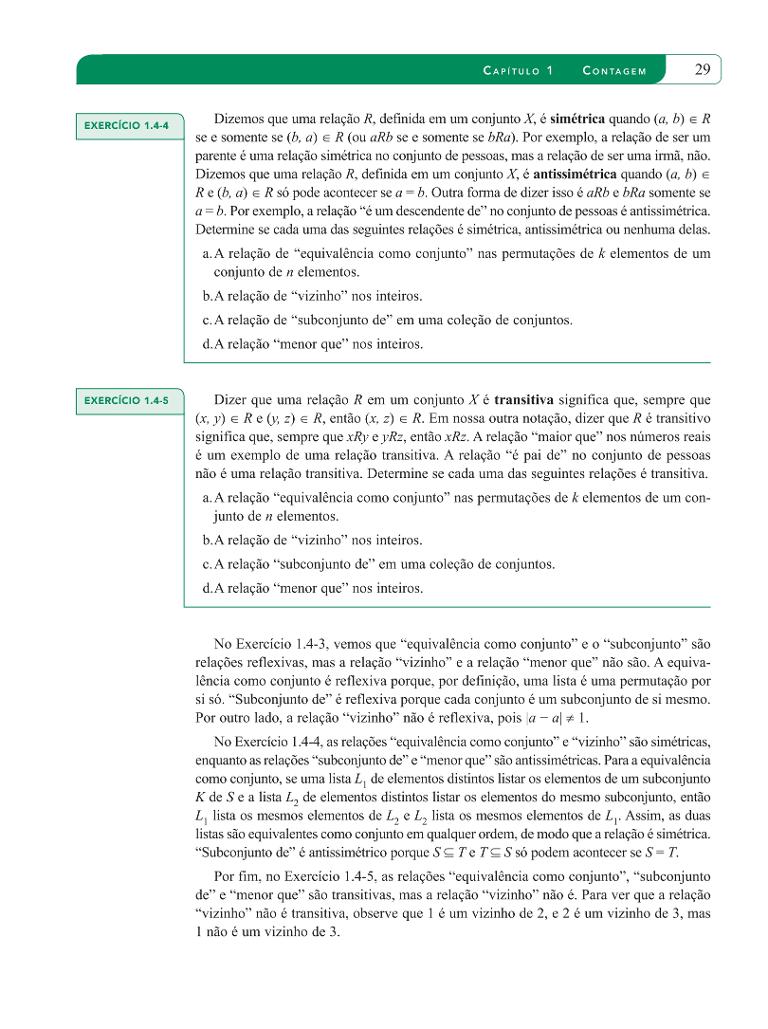 CAPÍTULO 1 CONTAGEM 29
EXERCÍCIO 1.4-4
Dizemos que uma relação R, definida em um conjunto X, é simétrica quando (a, b) ∈ R
se e somente se (b, a) ∈ R (ou aRb se e somente se bRa). Por exemplo, a relação de ser um
parente é uma relação simétrica no conjunto de pessoas, mas a relação de ser uma irmã, não.
Dizemos que uma relação R, definida em um conjunto X, é antissimétrica quando (a, b) ∈
R e (b, a) ∈ R só pode acontecer se a = b. Outra forma de dizer isso é aRb e bRa somente se
a = b. Por exemplo, a relação “é um descendente de” no conjunto de pessoas é antissimétrica.
Determine se cada uma das seguintes relações é simétrica, antissimétrica ou nenhuma delas.
a. A relação de “equivalência como conjunto” nas permutações de k elementos de um
conjunto de n elementos.
b. A relação de “vizinho” nos inteiros.
c. A relação de “subconjunto de” em uma coleção de conjuntos.
d. A relação “menor que” nos inteiros.
EXERCÍCIO 1.4-5
Dizer que uma relação R em um conjunto X é transitiva significa que, sempre que
(x, y) ∈ R e (y, z) ∈ R, então (x, z) ∈ R. Em nossa outra notação, dizer que R é transitivo
significa que, sempre que xRy e yRz, então xRz. A relação “maior que” nos números reais
é um exemplo de uma relação transitiva. A relação “é pai de” no conjunto de pessoas
não é uma relação transitiva. Determine se cada uma das seguintes relações é transitiva.
a. A relação “equivalência como conjunto” nas permutações de k elementos de um con-
junto de n elementos.
b. A relação de “vizinho” nos inteiros.
c. A relação “subconjunto de” em uma coleção de conjuntos.
d. A relação “menor que” nos inteiros.
No Exercício 1.4-3, vemos que “equivalência como conjunto” e o “subconjunto” são
relações reflexivas, mas a relação “vizinho” e a relação “menor que” não são. A equiva-
lência como conjunto é reflexiva porque, por definição, uma lista é uma permutação por
si só. “Subconjunto de” é reflexiva porque cada conjunto é um subconjunto de si mesmo.
Por outro lado, a relação “vizinho” não é reflexiva, pois |a − a| ≠ 1.
No Exercício 1.4-4, as relações “equivalência como conjunto” e “vizinho” são simétricas,
enquanto as relações “subconjunto de” e “menor que” são antissimétricas. Para a equivalência
como conjunto, se uma lista L₁ de elementos distintos listar os elementos de um subconjunto
K de S e a lista L₂ de elementos distintos listar os elementos do mesmo subconjunto, então
L₁ lista os mesmos elementos de L₂ e L₂ lista os mesmos elementos de L₁. Assim, as duas
listas são equivalentes como conjunto em qualquer ordem, de modo que a relação é simétrica.
“Subconjunto de” é antissimétrico porque S ⊆ T e T ⊆ S só podem acontecer se S = T.
Por fim, no Exercício 1.4-5, as relações “equivalência como conjunto”, “subconjunto
de” e “menor que” são transitivas, mas a relação “vizinho” não é. Para ver que a relação
“vizinho” não é transitiva, observe que 1 é um vizinho de 2, e 2 é um vizinho de 3, mas
1 não é um vizinho de 3.